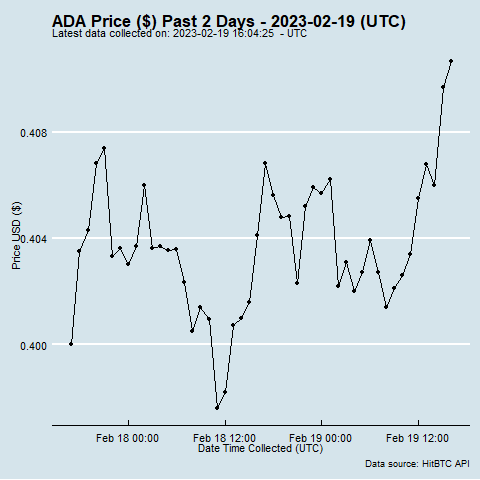 ADA Price ($) Past 2 Days - 2023-02-19 (UTC)
Latest data collected on: 2023-02-19 16:04:25  - UTC
0.408
0.404
0.400
Price USD ($)
Feb 18 00:00
Feb 18 12:00
Feb 19 00:00
Feb 19 12:00
Date Time Collected (UTC)
Data source: HitBTC API